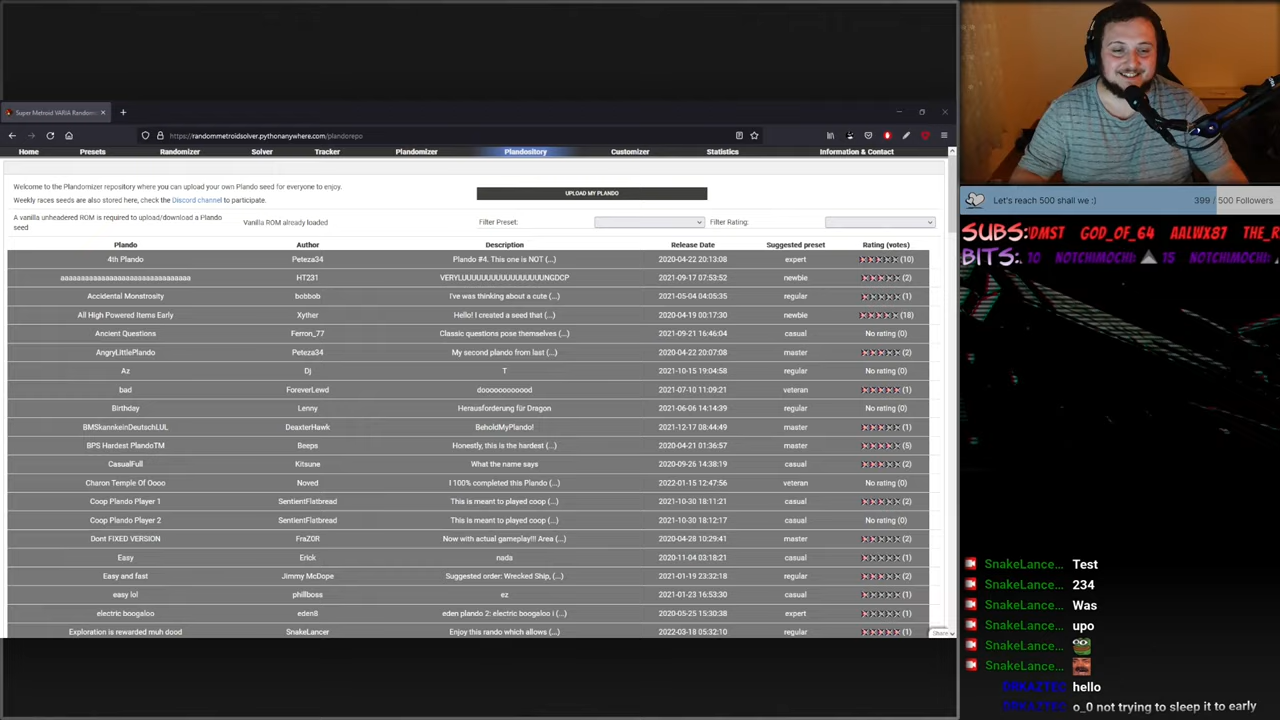 Super Metroid VARIA Randomi
https://randommetroidsolver.pythonanywhere.com/plandorepo
Home Presets Randomizer Solver Tracker Plandomizer Plandository Customizer Statistics Information & Contact
Welcome to the Plandomizer repository where you can upload your own Plando seed for everyone to enjoy.
Weekly races seeds are also stored here, check the Discord channel to participate.
UPLOAD MY PLANDO
A vanilla unheadered ROM is required to upload/download a Plando
seed
Vanilla ROM already loaded
Filter Preset: Filter Rating:
Plando Author Description Release Date Suggested preset Rating (votes)
4th Plando Peteza34 Plando #4. This one is NOT (...) 2020-04-22 20:13:08 expert (10)
aaaaaaaaaaaaaaaaaaaaaaaaaaaaaaaa HT231 VERYLUUUUUUUUUUUUUUUUNGDCP 2021-09-17 07:53:52 newbie (2)
Accidental Monstrosity bobbob I've was thinking about a cute (...) 2021-05-04 04:05:35 regular (1)
All High Powered Items Early Xyther Hello! I created a seed that (...) 2020-04-19 00:17:30 newbie (18)
Ancient Questions Ferron_77 Classic questions pose themselves (...) 2021-09-21 16:46:04 casual No rating (0)
AngryLittlePlando Peteza34 My second plando from last (...) 2020-04-22 20:07:08 master (2)
Az Dj T 2021-10-15 19:04:58 regular No rating (0)
bad ForeverLewd dooooooooood 2021-07-10 11:09:21 veteran (1)
Birthday Lenny Herausforderung für Dragon 2021-06-06 14:14:39 regular No rating (0)
BMSkannkeinDeutschLUL DeaxterHawk BeholdMyPlando! 2021-12-17 08:44:49 master (1)
BPS Hardest PlandoTM Beeps Honestly, this is the hardest (...) 2020-04-21 01:36:57 master (5)
CasualFull Kitsune What the name says 2020-09-26 14:38:19 casual (2)
Charon Temple Of Oooo Noved I 100% completed this Plando (...) 2022-01-15 12:47:56 veteran No rating (0)
Coop Plando Player 1 SentientFlatbread This is meant to played coop (...) 2021-10-30 18:11:21 casual (2)
Coop Plando Player 2 SentientFlatbread This is meant to played coop (...) 2021-10-30 18:12:17 casual No rating (0)
Dont FIXED VERSION FraZ0R Now with actual gameplay!!! Area (...) 2020-04-28 10:29:41 master (2)
Easy Erick nada 2020-11-04 03:18:21 casual (1)
Easy and fast Jimmy McDope Suggested order: Wrecked Ship, (...) 2021-01-19 23:32:18 regular (2)
easy lol phillboss ez 2021-01-23 16:53:30 casual (1)
electric boogaloo eden8 eden plando 2: electric boogaloo i (...) 2020-05-25 15:30:38 expert (1)
Exploration is rewarded muh dood SnakeLancer Enjoy this rando which allows (...) 2022-03-18 05:32:10 regular (1)
Share
Let's reach 500 shall we :) 399 / 500 Followers
SUBS: DMST GOD_OF_64 AALWX87 THE_R
BITS: 10 NOTCHIMOCHI: 15 NOTCHIMOCHI:
SnakeLance... Test
SnakeLance... 234
SnakeLance... Was
SnakeLance... upo
SnakeLance...
SnakeLance...
hello
o_0 not trying to sleep it to early